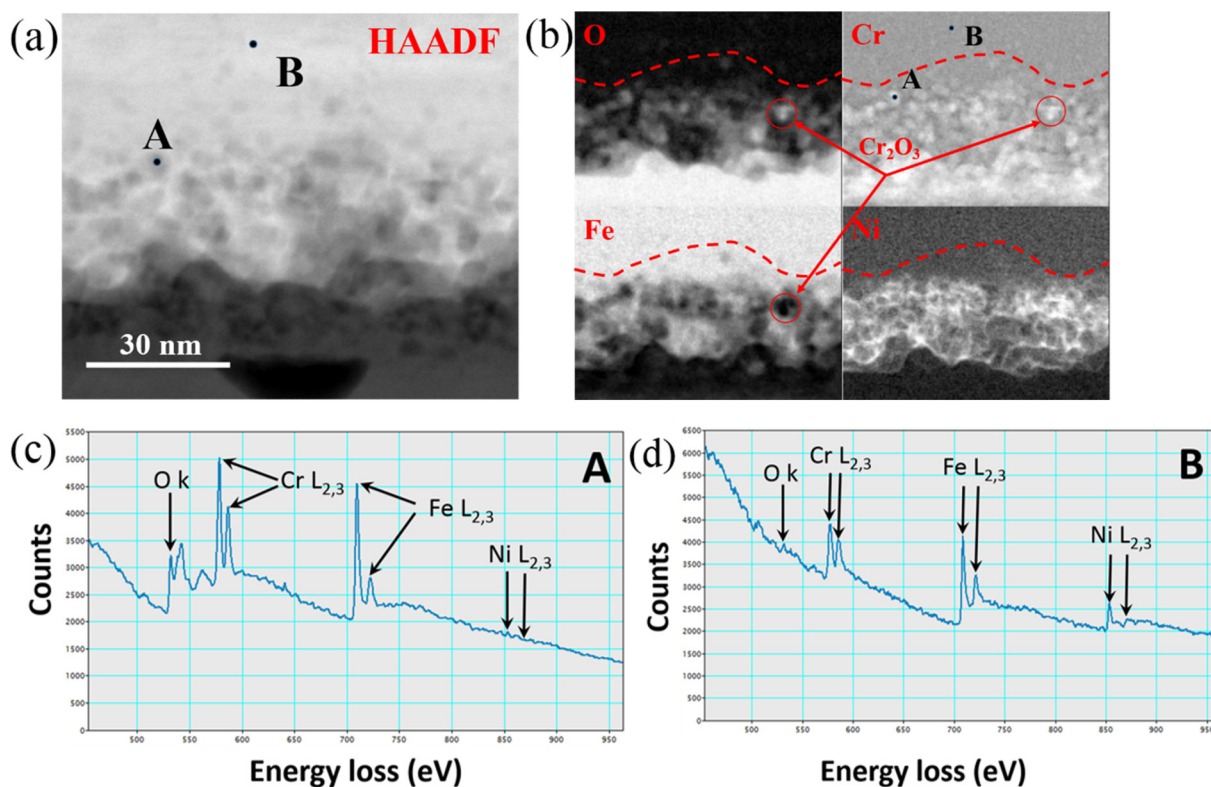 (a)
HAADF
B
A
30 nm
(b)
O
Cr
B
A
Cr₂O₃
Fe
Ni
(c)
5500
5000
4500
4000
3500
3000
2500
2000
1500
1000
500
0
500
550
600
650
700
750
800
850
900
950
Counts
Energy loss (eV)
O k
Cr L₂,₃
Fe L₂,₃
Ni L₂,₃
A
(d)
6500
6000
5500
5000
4500
4000
3500
3000
2500
2000
1500
1000
500
0
500
550
600
650
700
750
800
850
900
950
Counts
Energy loss (eV)
O k
Cr L₂,₃
Fe L₂,₃
Ni L₂,₃
B